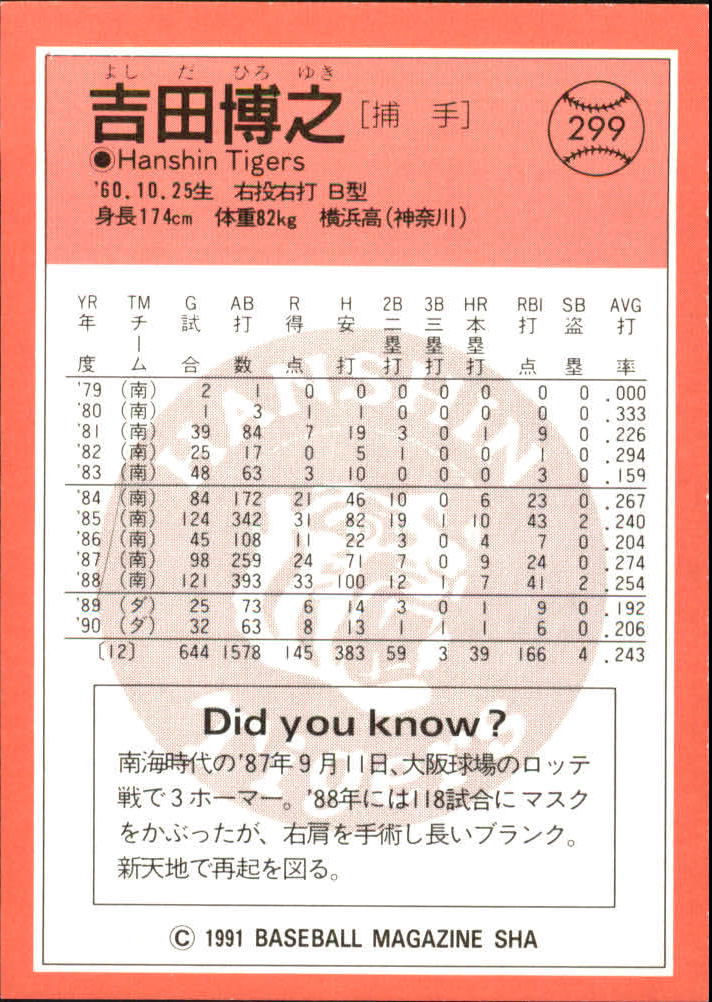 よし だ ひろ ゆき
吉田博之 [捕 手]
299
Hanshin Tigers
'60.10.25生 右投右打 B型
身長174cm 体重82kg 横浜高(神奈川)
YR TM G AB R H 2B 3B HR RBI SB AVG
年度 チーム 試合 打数 得点 安打 二塁打 三塁打 本塁打 打点 盗塁 打率
'79 (南) 2 1 0 0 0 0 0 0 0 .000
'80 (南) 1 3 1 1 0 0 0 0 0 .333
'81 (南) 39 84 7 19 3 0 1 9 0 .226
'82 (南) 25 17 0 5 1 0 0 1 0 .294
'83 (南) 48 63 3 10 0 0 0 3 0 .159
'84 (南) 84 172 21 46 10 0 6 23 0 .267
'85 (南) 124 342 31 82 19 1 10 43 2 .240
'86 (南) 45 108 11 22 3 0 4 7 0 .204
'87 (南) 98 259 24 71 7 0 9 24 0 .274
'88 (南) 121 393 33 100 12 1 7 41 2 .254
'89 (ダ) 25 73 6 14 3 0 1 9 0 .192
'90 (ダ) 32 63 8 13 1 1 1 6 0 .206
〔12〕 644 1578 145 383 59 3 39 166 4 .243
HANSHIN
Tigers
Did you know?
南海時代の'87年9月11日、大阪球場のロッテ
戦で3ホーマー。'88年には118試合にマスク
をかぶったが、右肩を手術し長いブランク。
新天地で再起を図る。
© 1991 BASEBALL MAGAZINE SHA